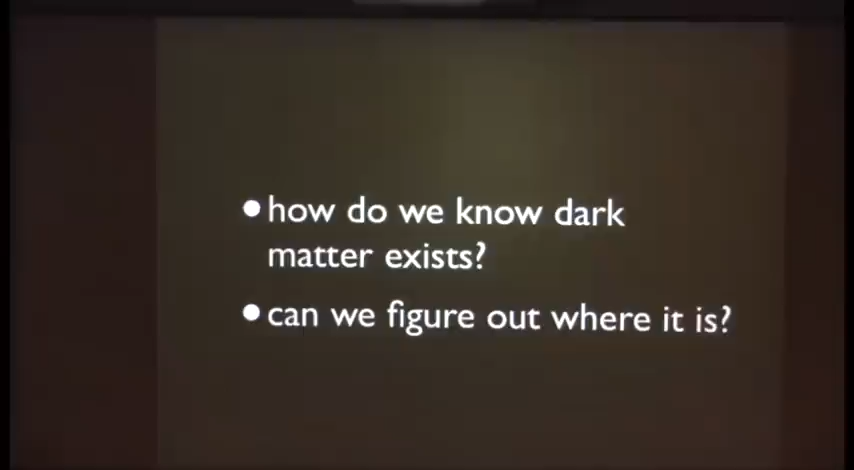 •how do we know dark
matter exists?
•can we figure out where it is?